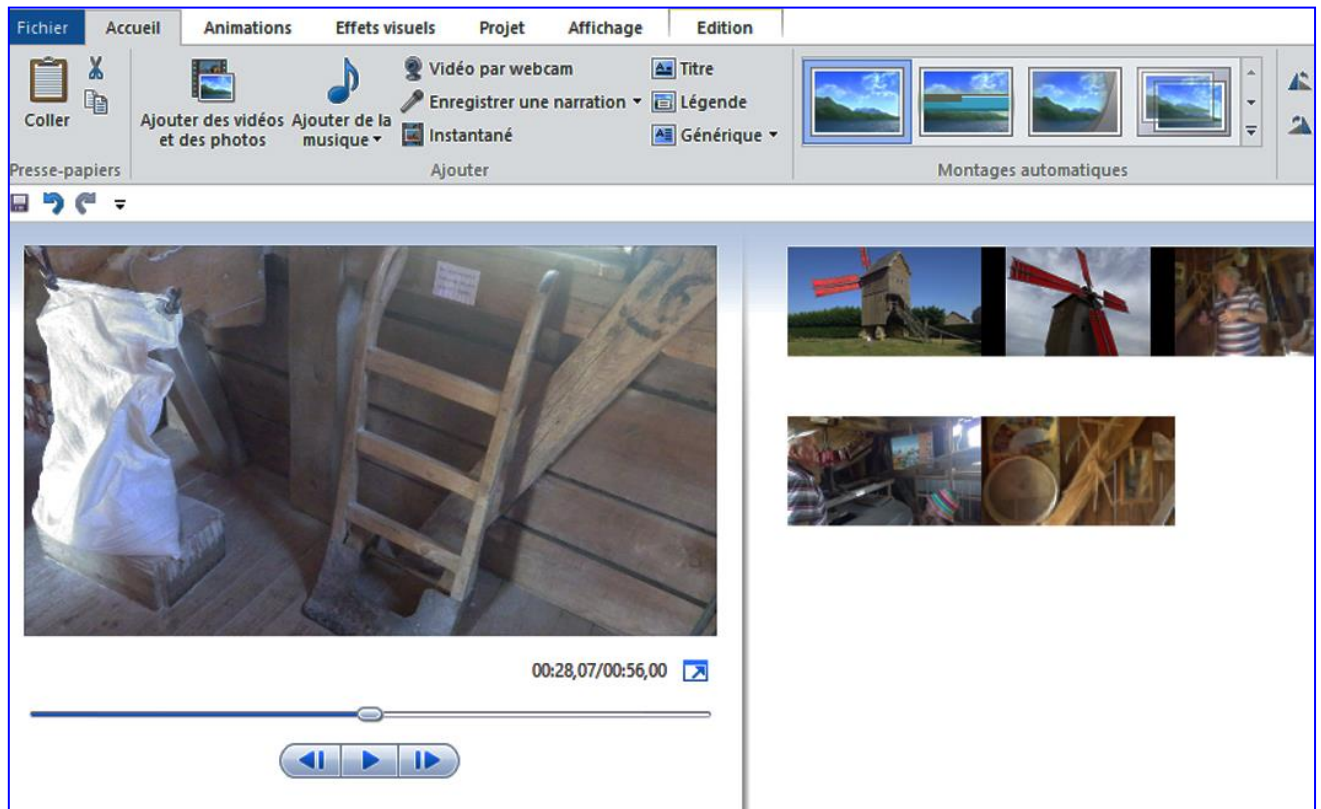 Fichier Accueil Animations Effets visuels Projet Affichage Edition
Coller
Presse-papiers
Ajouter des vidéos
et des photos
Ajouter de la
musique
Vidéo par webcam
Enregistrer une narration
Instantané
Titre
Légende
Générique
Ajouter
Montages automatiques
00:28,07/00:56,00